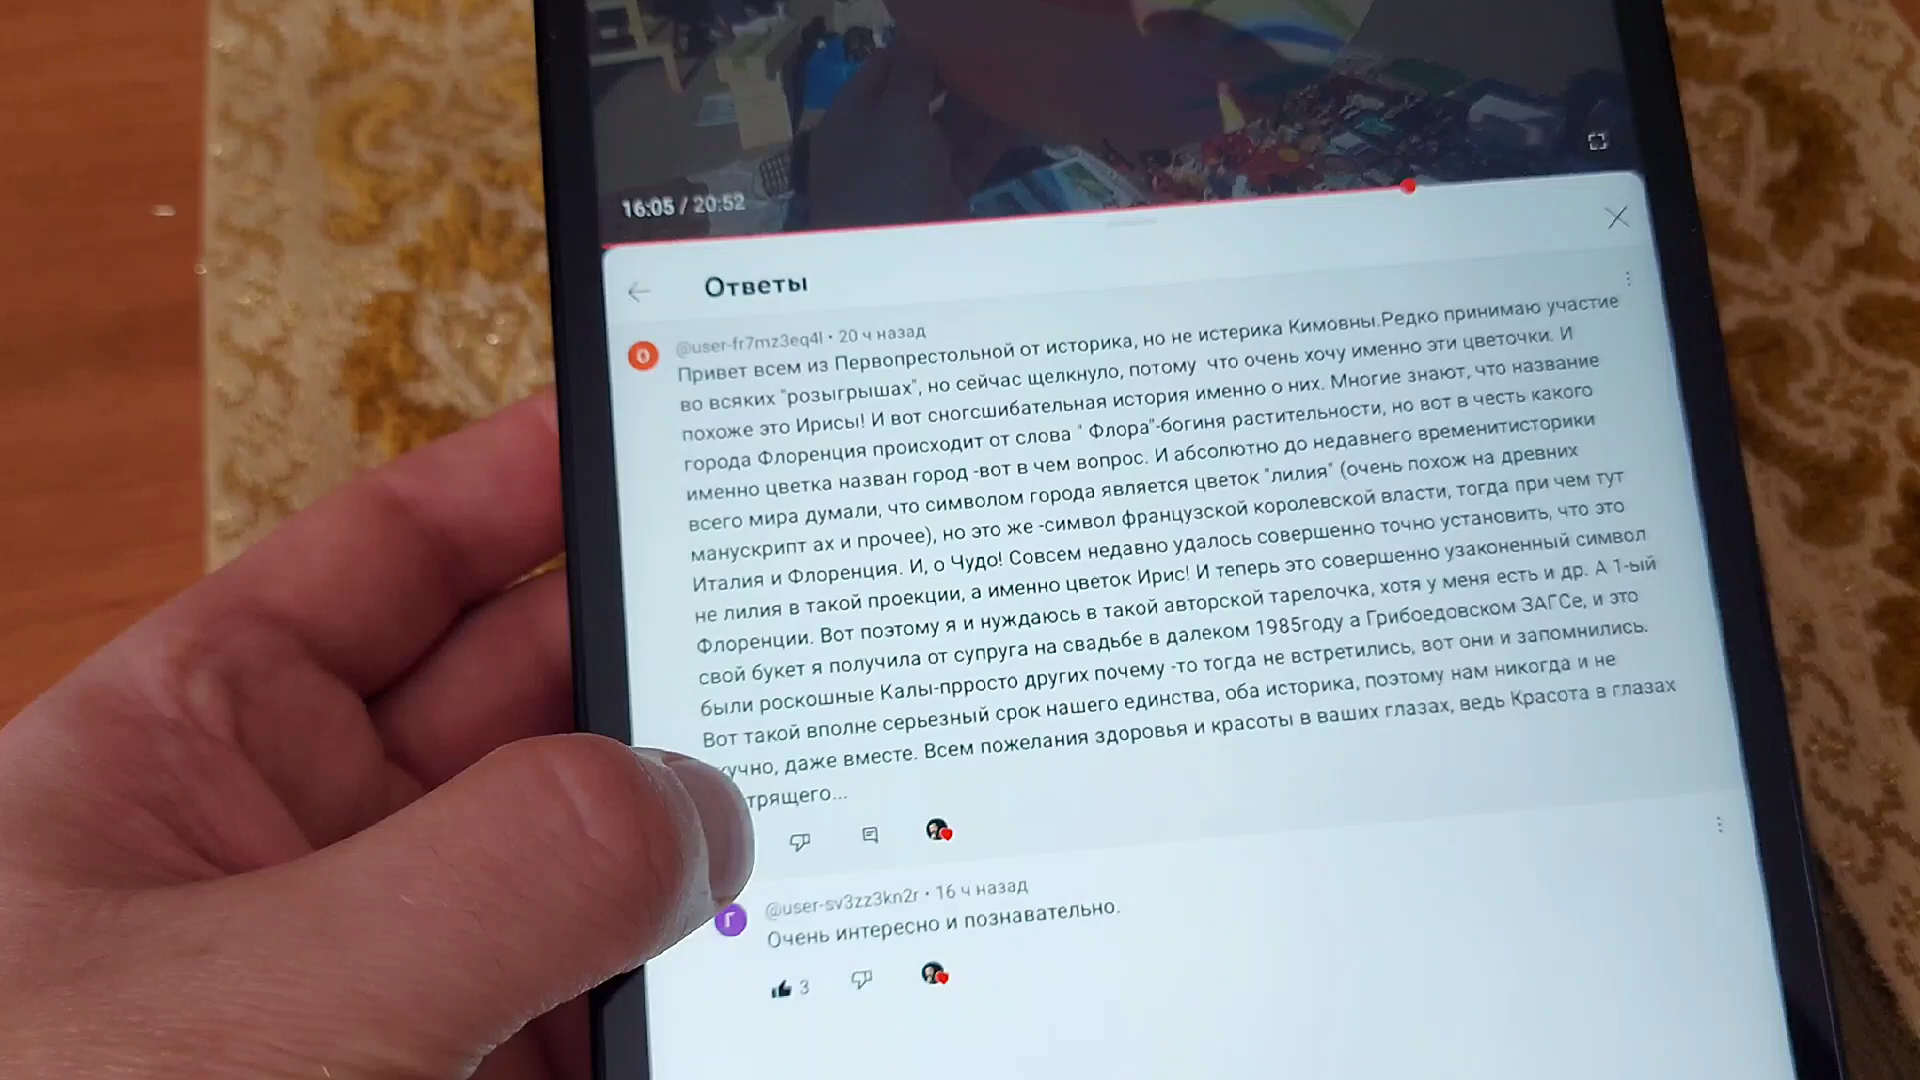 16:05 / 20:52
Ответы
@user-fr7mz3eq4l • 20 ч назад
Привет всем из Первопрестольной от историка, но не истерика Кимовны.Редко принимаю участие
во всяких "розыгрышах", но сейчас щелкнуло, потому что очень хочу именно эти цветочки. И
похоже это Ирисы! И вот сногсшибательная история именно о них. Многие знают, что название
города Флоренция происходит от слова " Флора"-богиня растительности, но вот в честь какого
именно цветка назван город -вот в чем вопрос. И абсолютно до недавнего временитисторики
всего мира думали, что символом города является цветок "лилия" (очень похож на древних
манускрипт ах и прочее), но это же -символ французской королевской власти, тогда при чем тут
Италия и Флоренция. И, о Чудо! Совсем недавно удалось совершенно точно установить, что это
не лилия в такой проекции, а именно цветок Ирис! И теперь это совершенно узаконенный символ
Флоренции. Вот поэтому я и нуждаюсь в такой авторской тарелочка, хотя у меня есть и др. А 1-ый
свой букет я получила от супруга на свадьбе в далеком 1985году а Грибоедовском ЗАГСе, и это
были роскошные Калы-прросто других почему -то тогда не встретились, вот они и запомнились.
Вот такой вполне серьезный срок нашего единства, оба историка, поэтому нам никогда и не
кучно, даже вместе. Всем пожелания здоровья и красоты в ваших глазах, ведь Красота в глазах
трящего...
@user-sv3zz3kn2r • 16 ч назад
Очень интересно и познавательно.
3